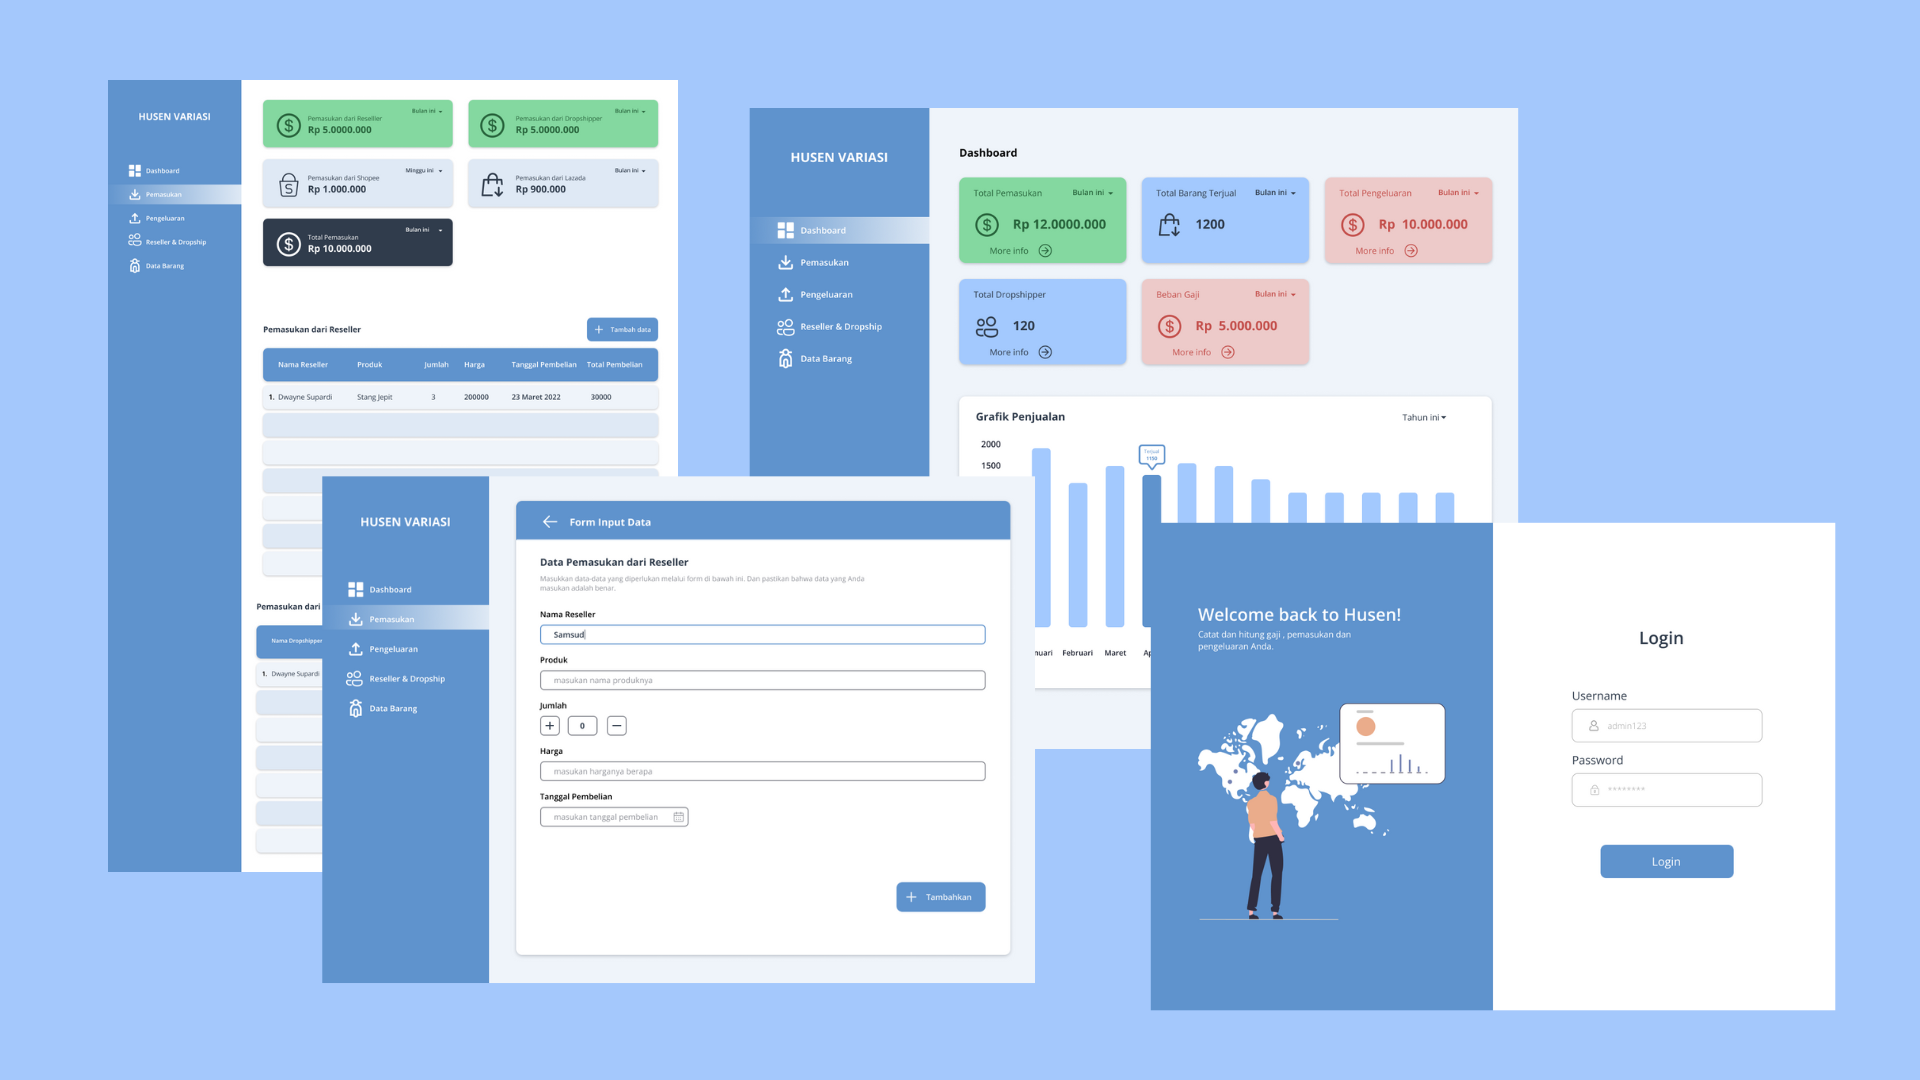 HUSEN VARIASI
Dashboard
Pemasukan
Pengeluaran
Reseller & Dropship
Data Barang
Bulan ini
Pemasukan dari Reseller
Rp 5.0000.000
Bulan ini
Pemasukan dari Dropshipper
Rp 5.0000.000
Minggu ini
Pemasukan dari Shopee
Rp 1.000.000
Bulan ini
Pemasukan dari Lazada
Rp 900.000
Bulan ini
Total Pemasukan
Rp 10.000.000
Pemasukan dari Reseller
+ Tambah data
Nama Reseller Produk Jumlah Harga Tanggal Pembelian Total Pembelian
1. Dwayne Supardi Stang Jepit 3 200000 23 Maret 2022 30000
Pemasukan dari
Nama Dropshipper
1. Dwayne Supardi
HUSEN VARIASI
Dashboard
Pemasukan
Pengeluaran
Reseller & Dropship
Data Barang
Dashboard
Total Pemasukan Bulan ini
Rp 12.0000.000
More info
Total Barang Terjual Bulan ini
1200
Total Pengeluaran Bulan ini
Rp 10.000.000
More info
Total Dropshipper
120
More info
Beban Gaji Bulan ini
Rp 5.000.000
More info
Grafik Penjualan
Tahun ini
2000
1500
Terjual
1150
nuari Februari Maret Ap
HUSEN VARIASI
Dashboard
Pemasukan
Pengeluaran
Reseller & Dropship
Data Barang
Form Input Data
Data Pemasukan dari Reseller
Masukkan data-data yang diperlukan melalui form di bawah ini. Dan pastikan bahwa data yang Anda
masukan adalah benar.
Nama Reseller
Samsud
Produk
masukan nama produknya
Jumlah
+ 0 −
Harga
masukan harganya berapa
Tanggal Pembelian
masukan tanggal pembelian
+ Tambahkan
Welcome back to Husen!
Catat dan hitung gaji , pemasukan dan
pengeluaran Anda.
Login
Username
admin123
Password
********
Login